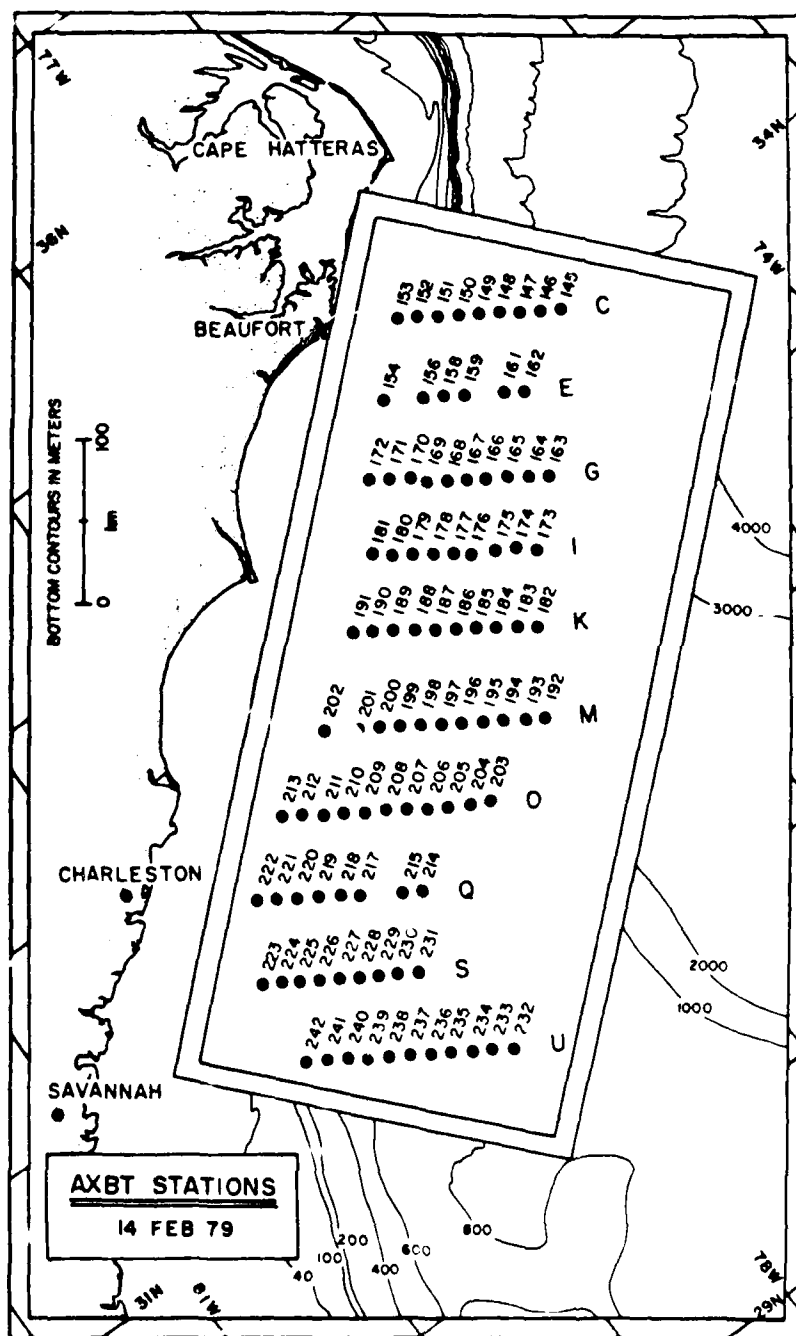 77W
34N
CAPE HATTERAS
36N
74W
153 152 151 150 149 148 147 146 145 C
BEAUFORT
154 156 158 159 161 162 E
BOTTOM CONTOURS IN METERS
0 km 100
172 171 170 169 168 167 166 165 164 163 G
4000
181 180 179 178 177 176 175 174 173 I
3000
191 190 189 188 187 186 185 184 183 182 K
202 201 200 199 198 197 196 195 194 193 192 M
213 212 211 210 209 208 207 206 205 204 203 O
CHARLESTON
222 221 220 219 218 217 215 214 Q
223 224 225 226 227 228 229 230 231 S
2000
1000
242 241 240 239 238 237 236 235 234 233 232 U
SAVANNAH
AXBT STATIONS
14 FEB 79
40 100 200 400 600
31N
81W
78W
29N